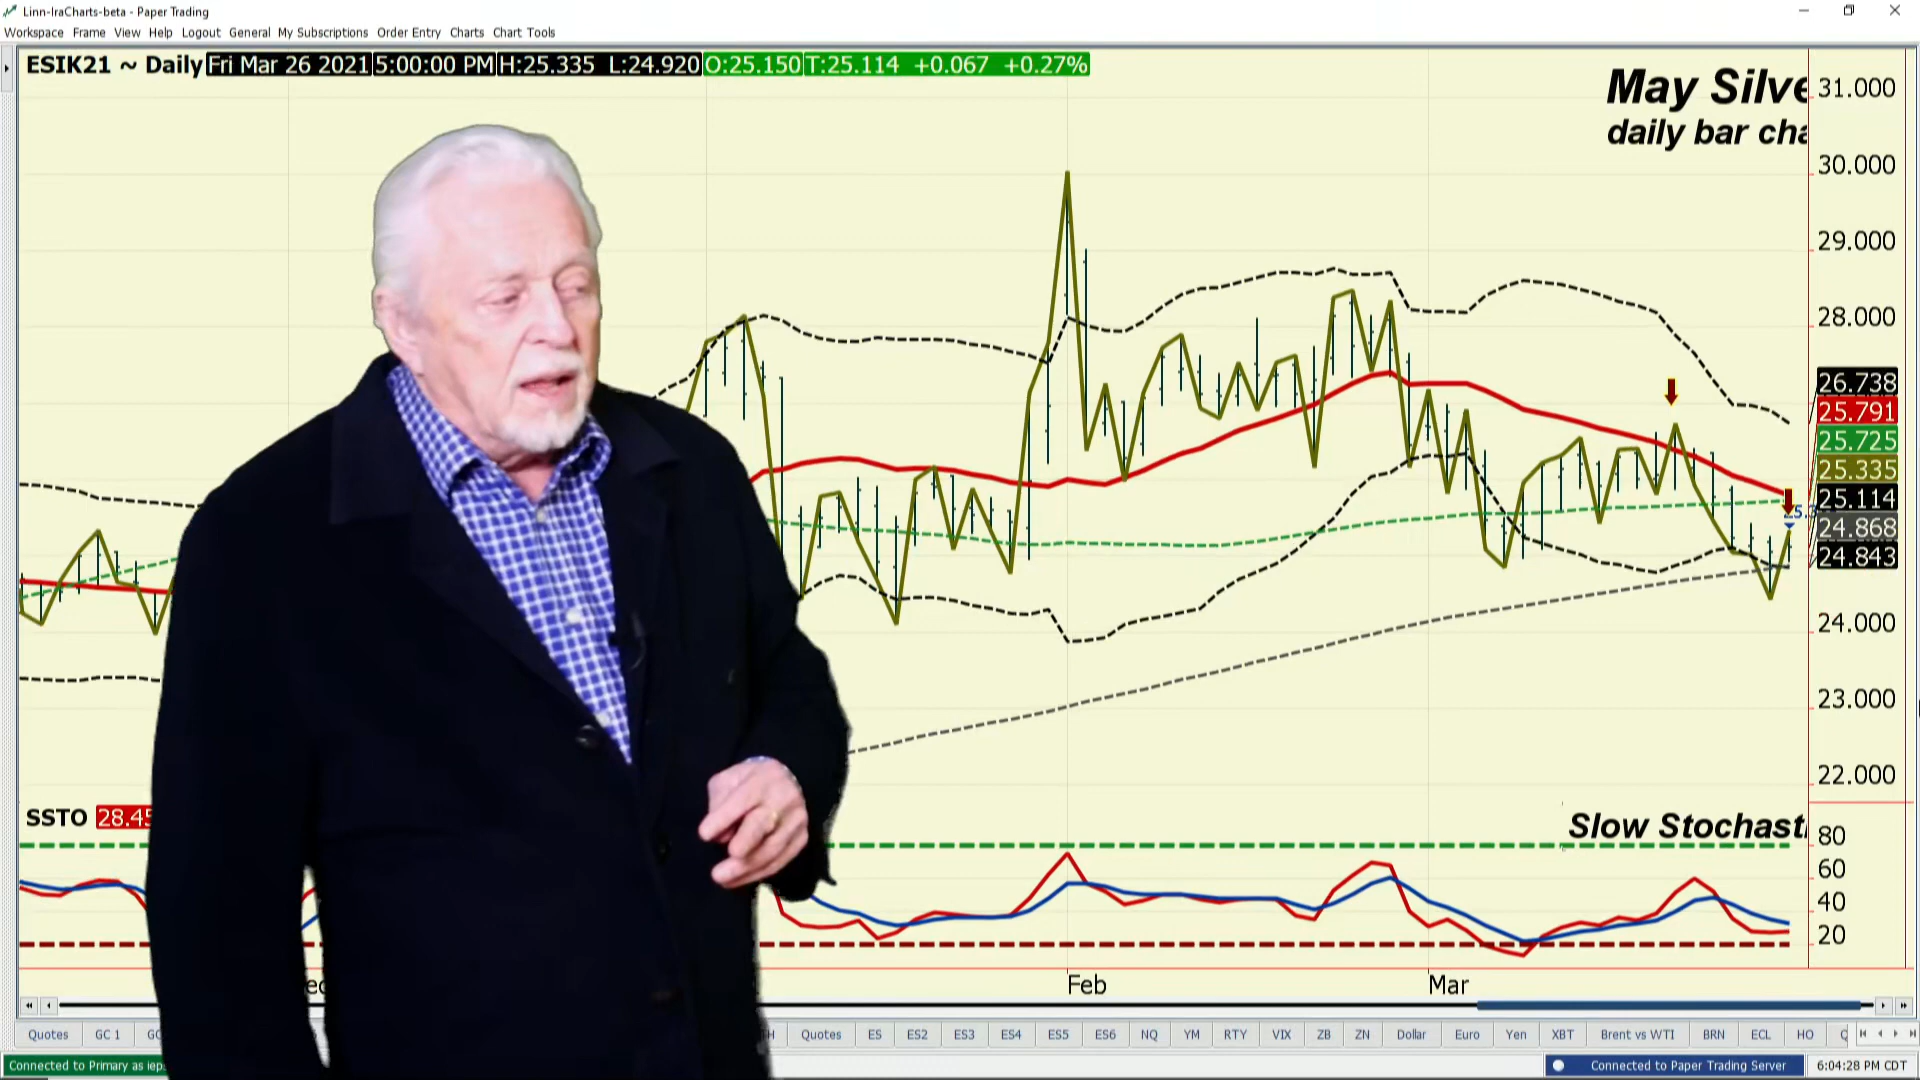 Linn-IraCharts-beta - Paper Trading
Workspace Frame View Help Logout General My Subscriptions Order Entry Charts Chart Tools
ESIK21 ~ Daily Fri Mar 26 2021 5:00:00 PM H:25.335 L:24.920 O:25.150 T:25.114 +0.067 +0.27%
May Silve
daily bar cha
31.000
30.000
29.000
28.000
26.738
25.791
25.725
25.335
25.114
24.868
24.843
24.000
23.000
22.000
SSTO 28.45
Slow Stochasti
80
60
40
20
Feb Mar
Quotes GC 1 Quotes ES ES2 ES3 ES4 ES5 ES6 NQ YM RTY VIX ZB ZN Dollar Euro Yen XBT Brent vs WTI BRN ECL HO
Connected to Primary as iep Connected to Paper Trading Server 6:04:28 PM CDT